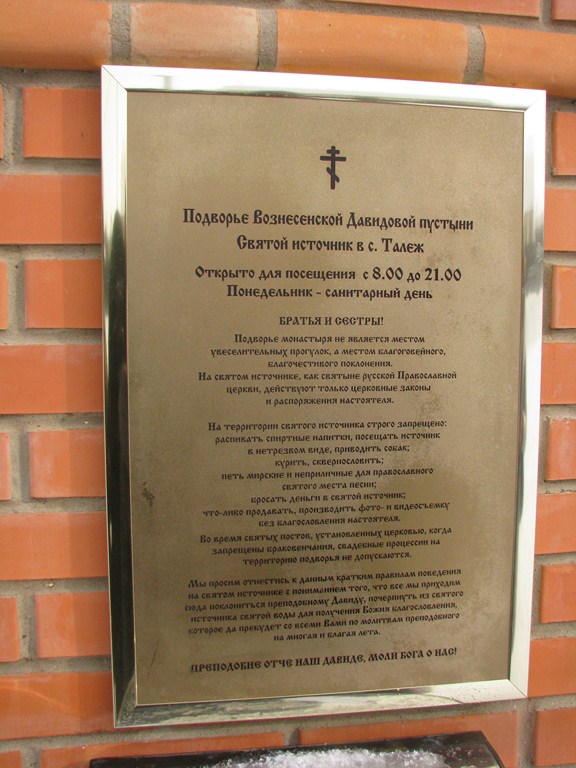 Подворье Вознесенской Давидовой пустыни
Святой источник в с. Талеж
Открыто для посещения с 8.00 до 21.00
Понедельник - санитарный день
БРАТЬЯ И СЕСТРЫ!
Подворье монастыря не является местом
увеселительных прогулок, а местом благоговейного,
благочестивого поклонения.
На святом источнике, как святыне русской Православной
церкви, действуют только церковные законы
и распоряжения настоятеля.
На территории святого источника строго запрещено:
распивать спиртные напитки, посещать источник
в нетрезвом виде, приводить собак;
курить, сквернословить;
петь мирские и неприличные для православного
святого места песни;
бросать деньги в святой источник;
что-либо продавать, производить фото- и видеосъемку
без благословления настоятеля.
Во время святых постов, установленных церковью, когда
запрещены браковенчания, свадебные процессии на
территорию подворья не допускаются.
Мы просим отнестись к данным кратким правилам поведения
на святом источнике с пониманием того, что все мы приходим
сюда поклониться преподобному Давиду, почерпнуть из святого
источника святой воды для получения Божия благословления,
которое да пребудет со всеми Вами по молитвам преподобного
на многая и благая лета.
ПРЕПОДОБНЕ ОТЧЕ НАШ ДАВИДЕ, МОЛИ БОГА О НАС!